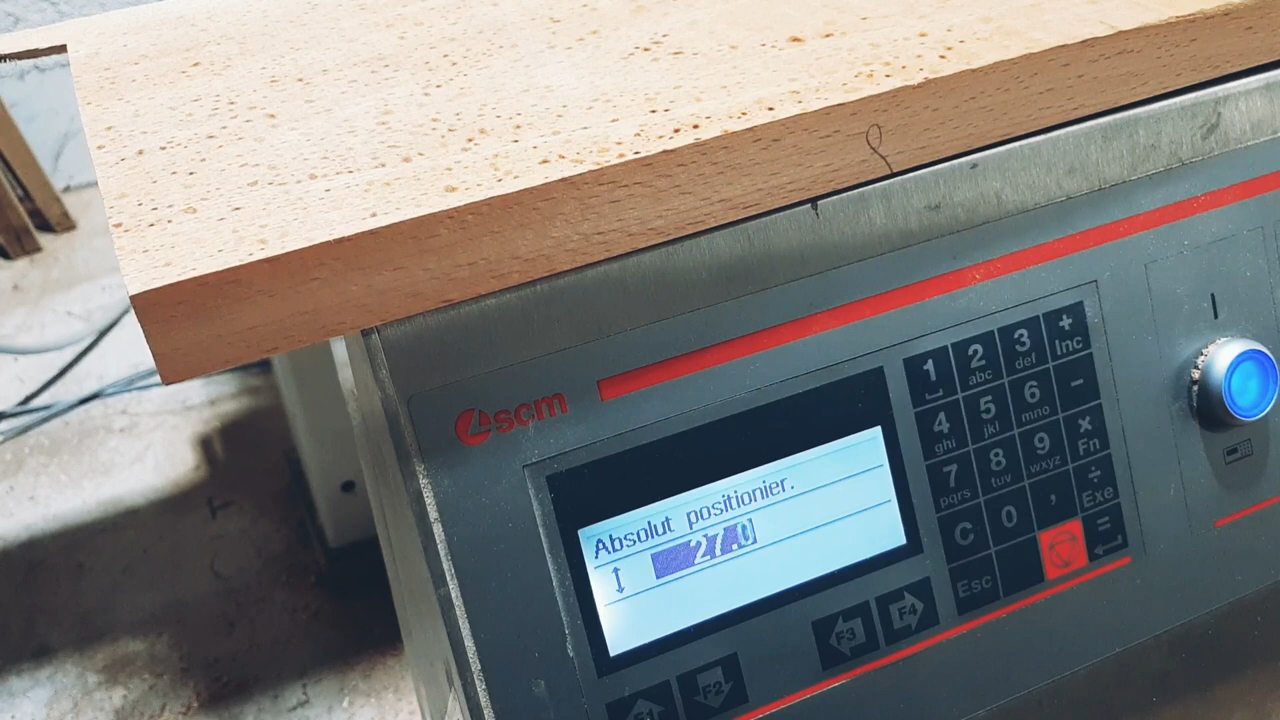 scm
Absolut positionier.
27.0
1 2 3 + Inc
abc def
4 5 6 -
ghi jkl mno
7 8 9 × Fn
pqrs tuv wxyz
C 0 , ÷ Exe
Esc =
F1 F2 F3 F4